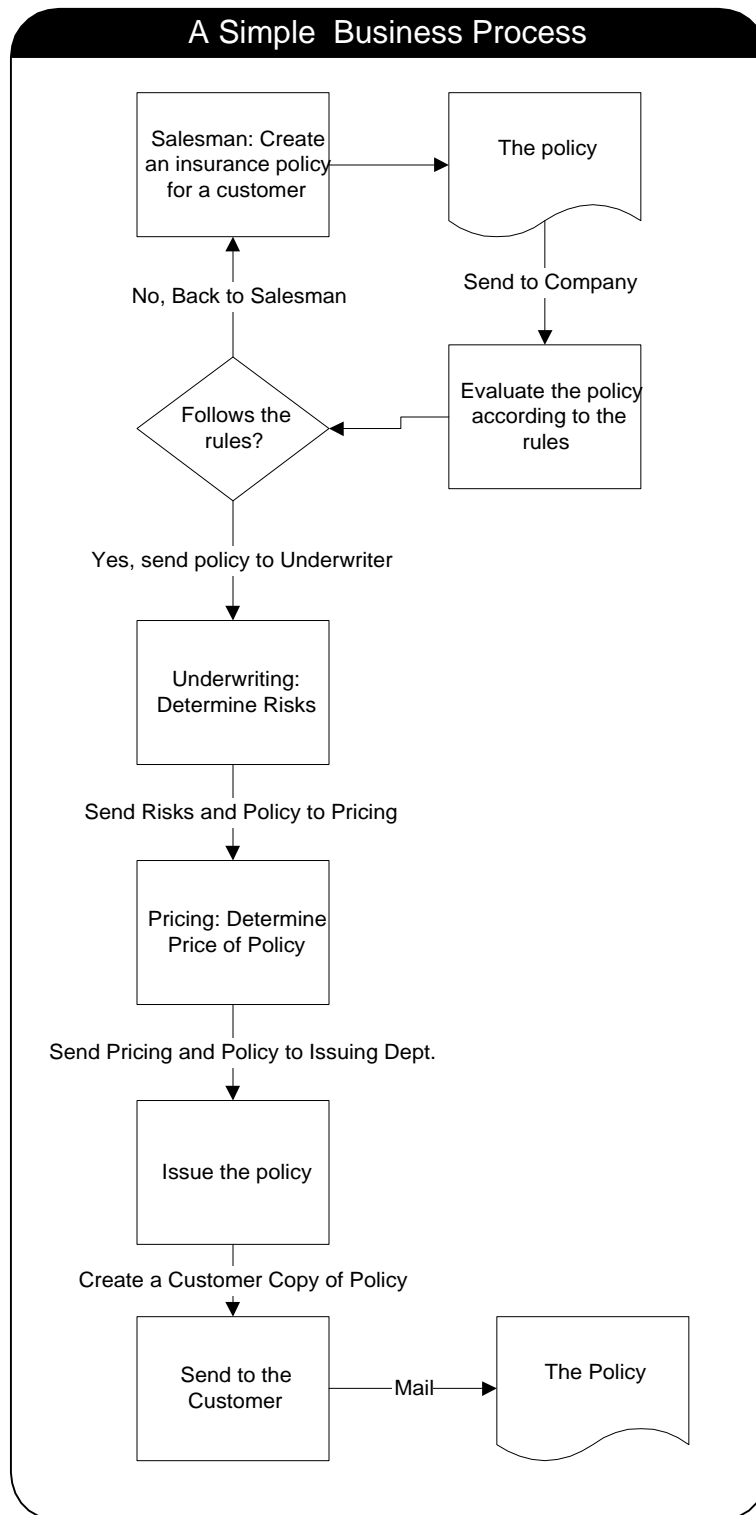 A Simple Business Process
Salesman: Create
an insurance policy
for a customer
The policy
No, Back to Salesman
Send to Company
Follows the
rules?
Evaluate the policy
according to the
rules
Yes, send policy to Underwriter
Underwriting:
Determine Risks
Send Risks and Policy to Pricing
Pricing: Determine
Price of Policy
Send Pricing and Policy to Issuing Dept.
Issue the policy
Create a Customer Copy of Policy
Send to the
Customer
Mail
The Policy